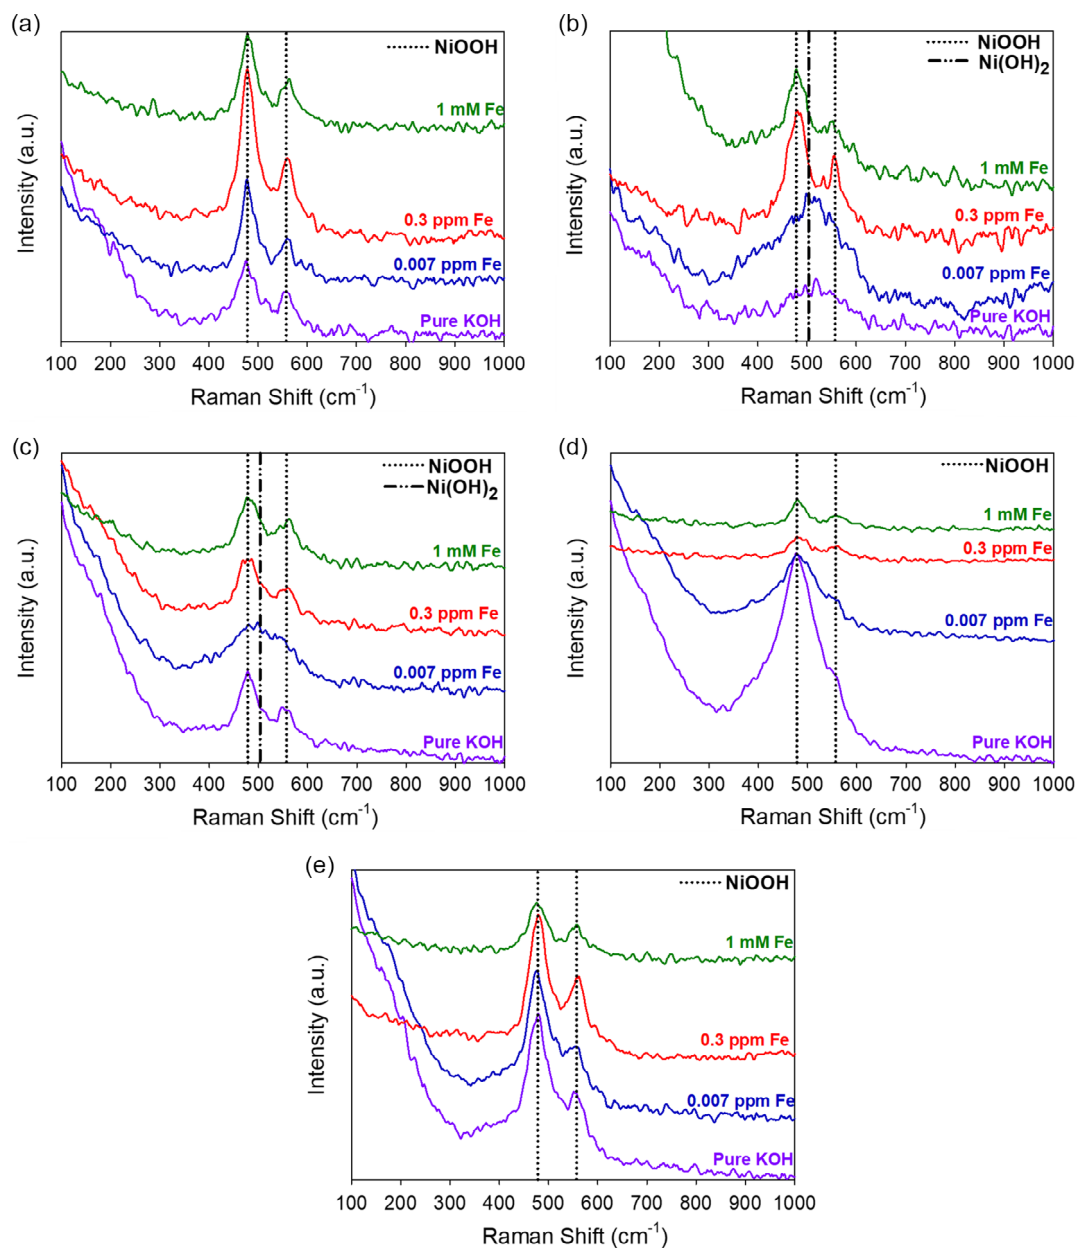 (a)
NiOOH
1 mM Fe
0.3 ppm Fe
0.007 ppm Fe
Pure KOH
Intensity (a.u.)
100 200 300 400 500 600 700 800 900 1000
Raman Shift (cm⁻¹)
(b)
NiOOH
Ni(OH)₂
1 mM Fe
0.3 ppm Fe
0.007 ppm Fe
Pure KOH
Intensity (a.u.)
100 200 300 400 500 600 700 800 900 1000
Raman Shift (cm⁻¹)
(c)
NiOOH
Ni(OH)₂
1 mM Fe
0.3 ppm Fe
0.007 ppm Fe
Pure KOH
Intensity (a.u.)
100 200 300 400 500 600 700 800 900 1000
Raman Shift (cm⁻¹)
(d)
NiOOH
1 mM Fe
0.3 ppm Fe
0.007 ppm Fe
Pure KOH
Intensity (a.u.)
100 200 300 400 500 600 700 800 900 1000
Raman Shift (cm⁻¹)
(e)
NiOOH
1 mM Fe
0.3 ppm Fe
0.007 ppm Fe
Pure KOH
Intensity (a.u.)
100 200 300 400 500 600 700 800 900 1000
Raman Shift (cm⁻¹)